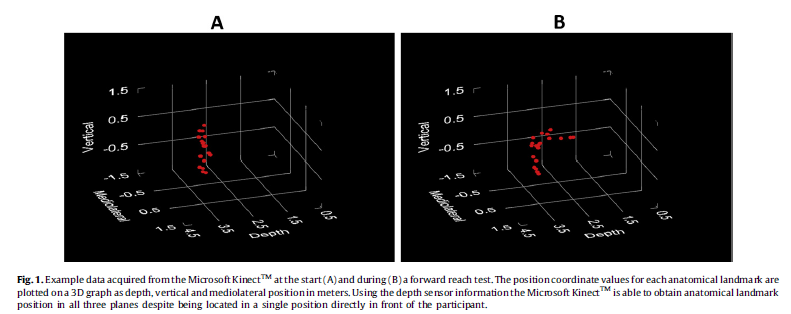 A
B
1.5
0.5
-0.5
-1.5
Vertical
-0.5
0.5
1.5
Mediolateral
4.5
3.5
2.5
1.5
0.5
Depth
1.5
0.5
-0.5
-1.5
Vertical
-0.5
0.5
1.5
Mediolateral
4.5
3.5
2.5
1.5
0.5
Depth
Fig. 1. Example data acquired from the Microsoft Kinect™ at the start (A) and during (B) a forward reach test. The position coordinate values for each anatomical landmark are
plotted on a 3D graph as depth, vertical and mediolateral position in meters. Using the depth sensor information the Microsoft Kinect™ is able to obtain anatomical landmark
position in all three planes despite being located in a single position directly in front of the participant.